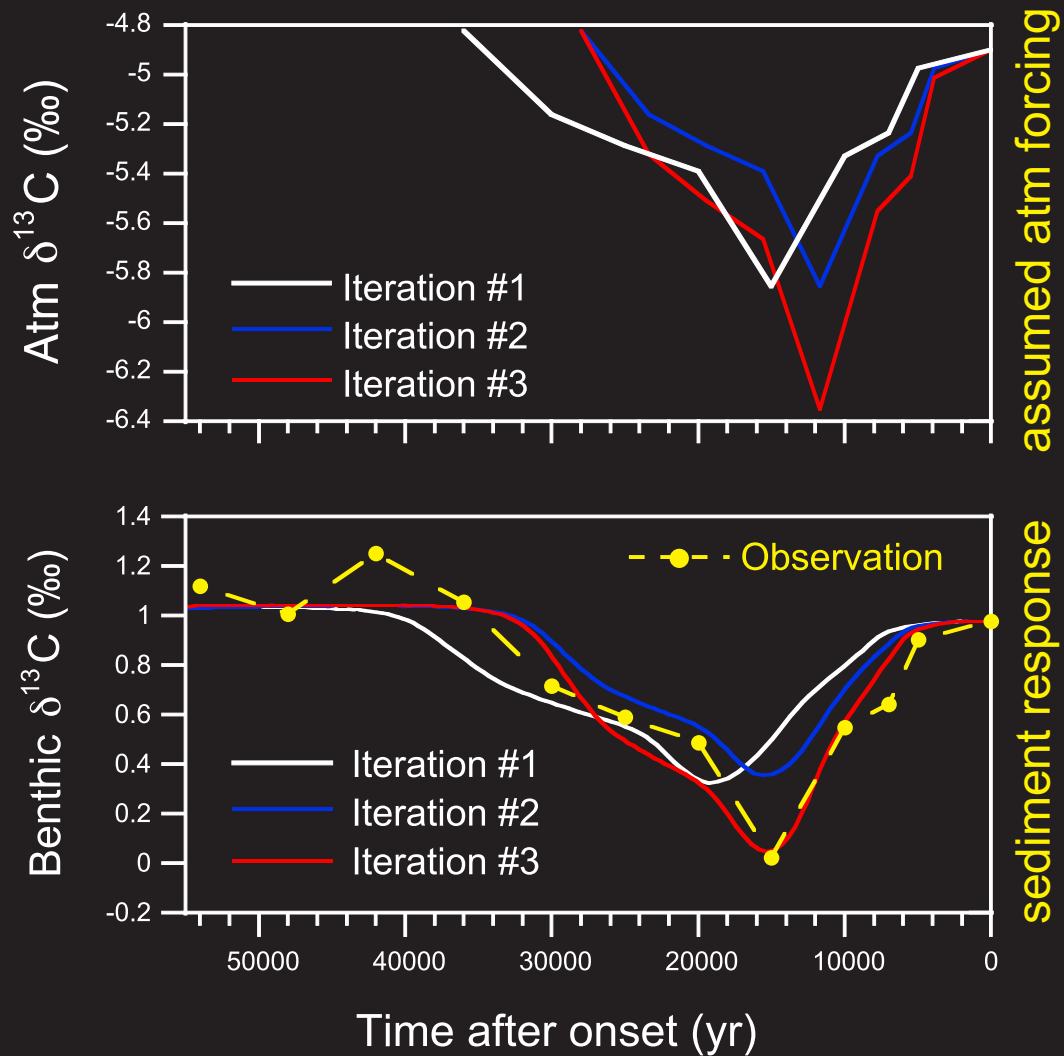 -4.8
-5
-5.2
-5.4
-5.6
-5.8
-6
-6.2
-6.4
Atm δ¹³C (‰)
Iteration #1
Iteration #2
Iteration #3
assumed atm forcing
1.4
1.2
1
0.8
0.6
0.4
0.2
0
-0.2
Benthic δ¹³C (‰)
Observation
Iteration #1
Iteration #2
Iteration #3
sediment response
50000 40000 30000 20000 10000 0
Time after onset (yr)